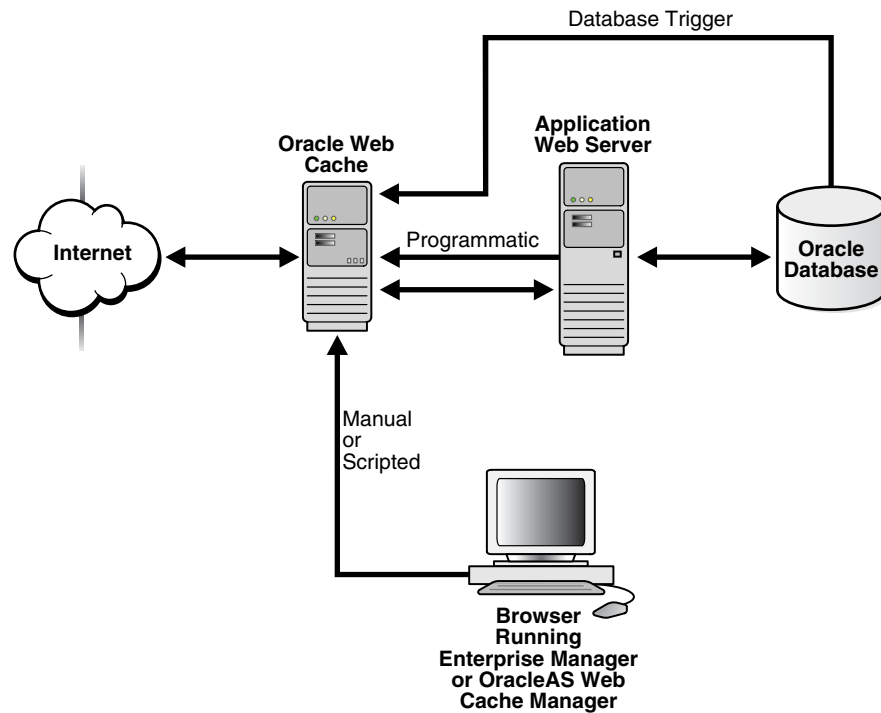 Database Trigger
Application
Web Server
Oracle Web
Cache
Internet
Programmatic
Oracle
Database
Manual
or
Scripted
Browser
Running
Enterprise Manager
or OracleAS Web
Cache Manager